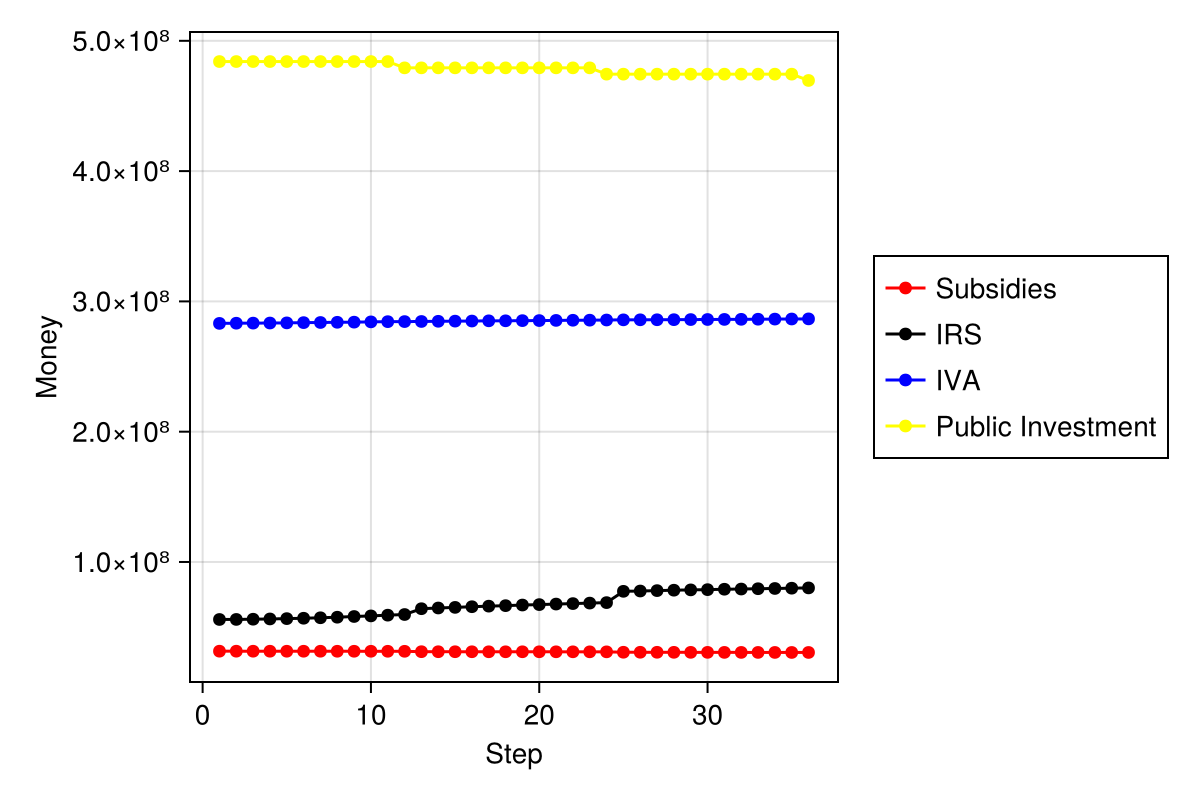 5.0×10⁸
4.0×10⁸
3.0×10⁸
2.0×10⁸
1.0×10⁸
Money
0 10 20 30
Step
Subsidies
IRS
IVA
Public Investment